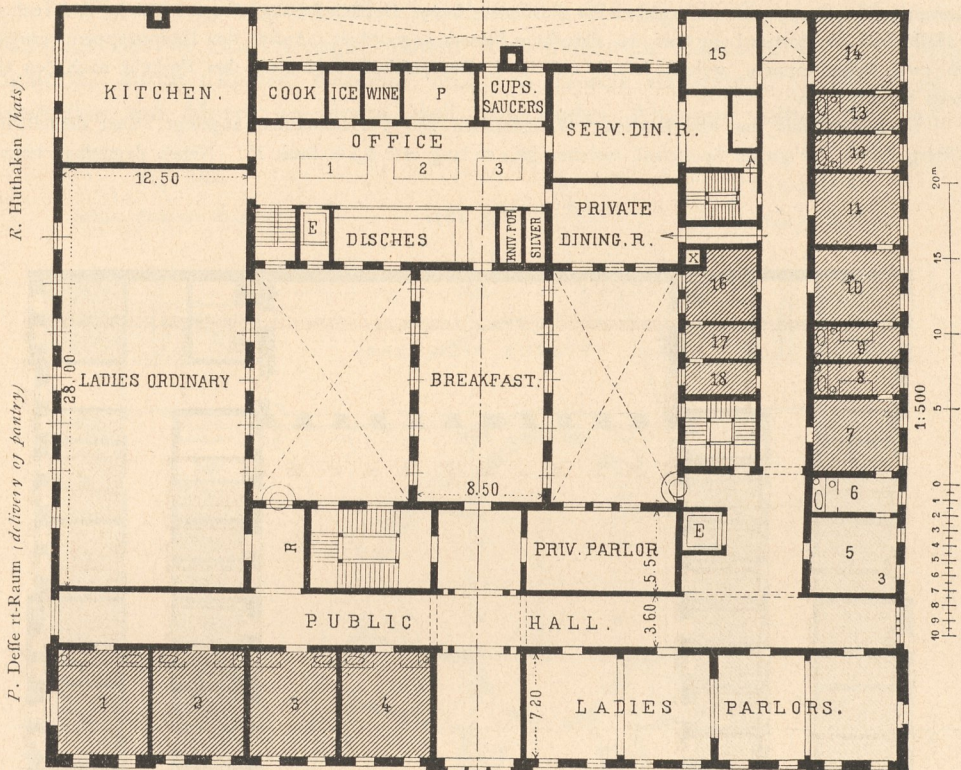 KITCHEN.
COOK
ICE
WINE
P
CUPS.
SAUCERS
SERV. DIN. R.
OFFICE
1
2
3
12.50
E
DISCHES
KNIV. FOR
SILVER
PRIVATE
DINING. R.
X
28.00
LADIES ORDINARY
BREAKFAST.
8.50
R
PRIV. PARLOR
5.5
E
3.60
PUBLIC HALL.
1
2
3
4
7.20
LADIES PARLORS.
15
14
13
12
11
10
9
8
7
6
5
3
16
17
18
R. Huthaken (hats).
P. Deſſe rt-Raum (delivery of pantry)
1:500
20m
15
10
5
0
1
2
3
4
5
6
7
8
9
10